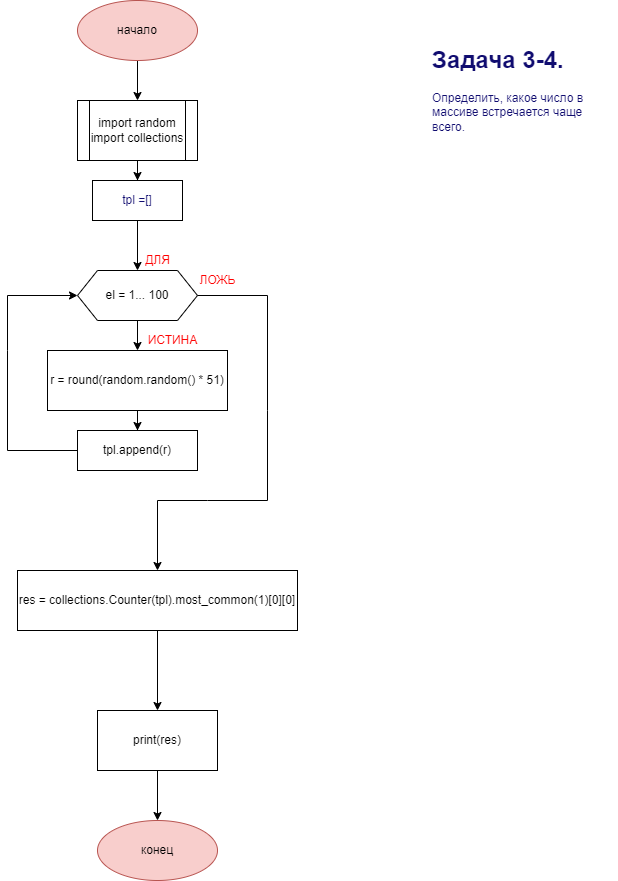 начало
Задача 3-4.
Определить, какое число в
массиве встречается чаще
всего.
import random
import collections
tpl =[]
ДЛЯ
ЛОЖЬ
el = 1... 100
ИСТИНА
r = round(random.random() * 51)
tpl.append(r)
res = collections.Counter(tpl).most_common(1)[0][0]
print(res)
конец